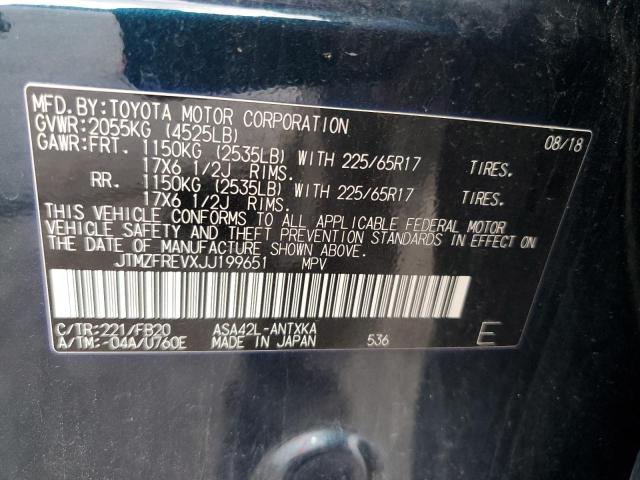 MFD.BY:TOYOTA MOTOR CORPORATION 08/18
GVWR:2055KG (4525LB)
GAWR:FRT. 1150KG (2535LB) WITH 225/65R17 TIRES.
17X6 1/2J RIMS.
RR. 1150KG (2535LB) WITH 225/65R17 TIRES.
17X6 1/2J RIMS.
THIS VEHICLE CONFORMS TO ALL APPLICABLE FEDERAL MOTOR
VEHICLE SAFETY AND THEFT PREVENTION STANDARDS IN EFFECT ON
THE DATE OF MANUFACTURE SHOWN ABOVE.
JTMZFREVXJJ199651 MPV
C/TR:221/FB20 ASA42L-ANTXKA
A/TM:-04A/U760E MADE IN JAPAN 536 E